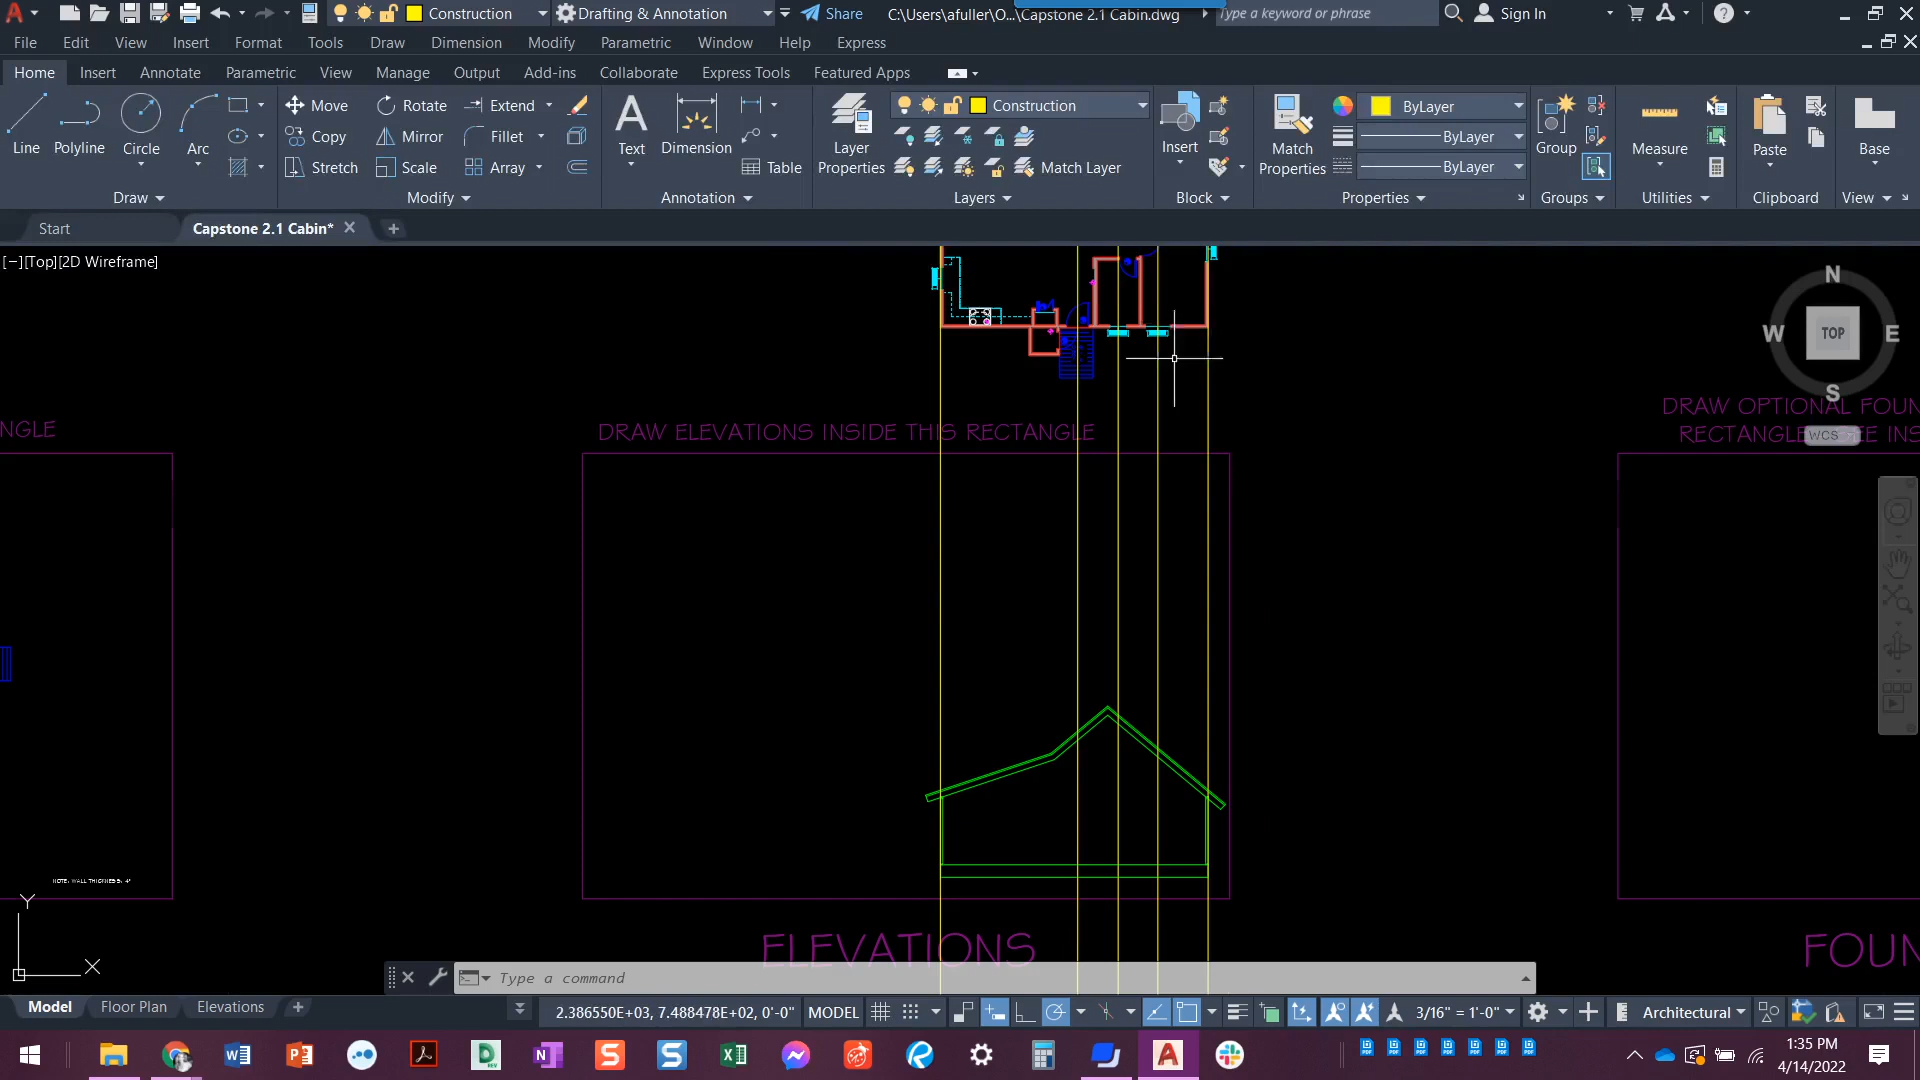 Construction
Drafting & Annotation
Share
C:\Users\afuller\O...\Capstone 2.1 Cabin.dwg
Type a keyword or phrase
Sign In
File Edit View Insert Format Tools Draw Dimension Modify Parametric Window Help Express
Home Insert Annotate Parametric View Manage Output Add-ins Collaborate Express Tools Featured Apps
Line Polyline Circle Arc
Move Rotate Extend
Copy Mirror Fillet
Stretch Scale Array
Text Dimension Table
Layer Properties
Construction
Match Layer
Insert
Match Properties
ByLayer
ByLayer
ByLayer
Group
Measure
Paste
Base
Draw Modify Annotation Layers Block Properties Groups Utilities Clipboard View
Start
Capstone 2.1 Cabin*
[−][Top][2D Wireframe]
N
W TOP E
S
WCS
NGLE
DRAW ELEVATIONS INSIDE THIS RECTANGLE
DRAW OPTIONAL FOUN
RECTANGLE
NOTE: WALL THICKNESS: 4"
Y
X
ELEVATIONS
FOUN
Type a command
Model Floor Plan Elevations
2.386550E+03, 7.488478E+02, 0'-0"
MODEL
3/16" = 1'-0"
Architectural
1:35 PM
4/14/2022